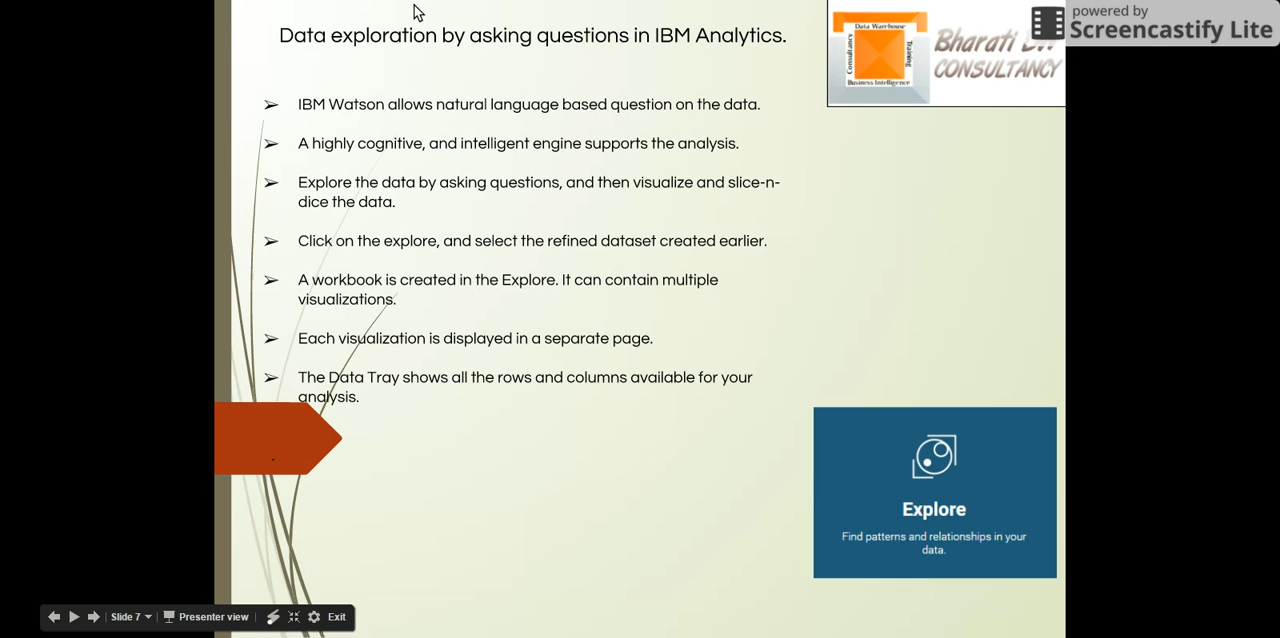 powered by
Screencastify Lite
Data exploration by asking questions in IBM Analytics.
Data Warehouse
Consultancy
Training
Business Intelligence
Bharati
CONSULTANCY
➢ IBM Watson allows natural language based question on the data.
➢ A highly cognitive, and intelligent engine supports the analysis.
➢ Explore the data by asking questions, and then visualize and slice-n-
dice the data.
➢ Click on the explore, and select the refined dataset created earlier.
➢ A workbook is created in the Explore. It can contain multiple
visualizations.
➢ Each visualization is displayed in a separate page.
➢ The Data Tray shows all the rows and columns available for your
analysis.
Explore
Find patterns and relationships in your
data.
Slide 7
Presenter view
Exit